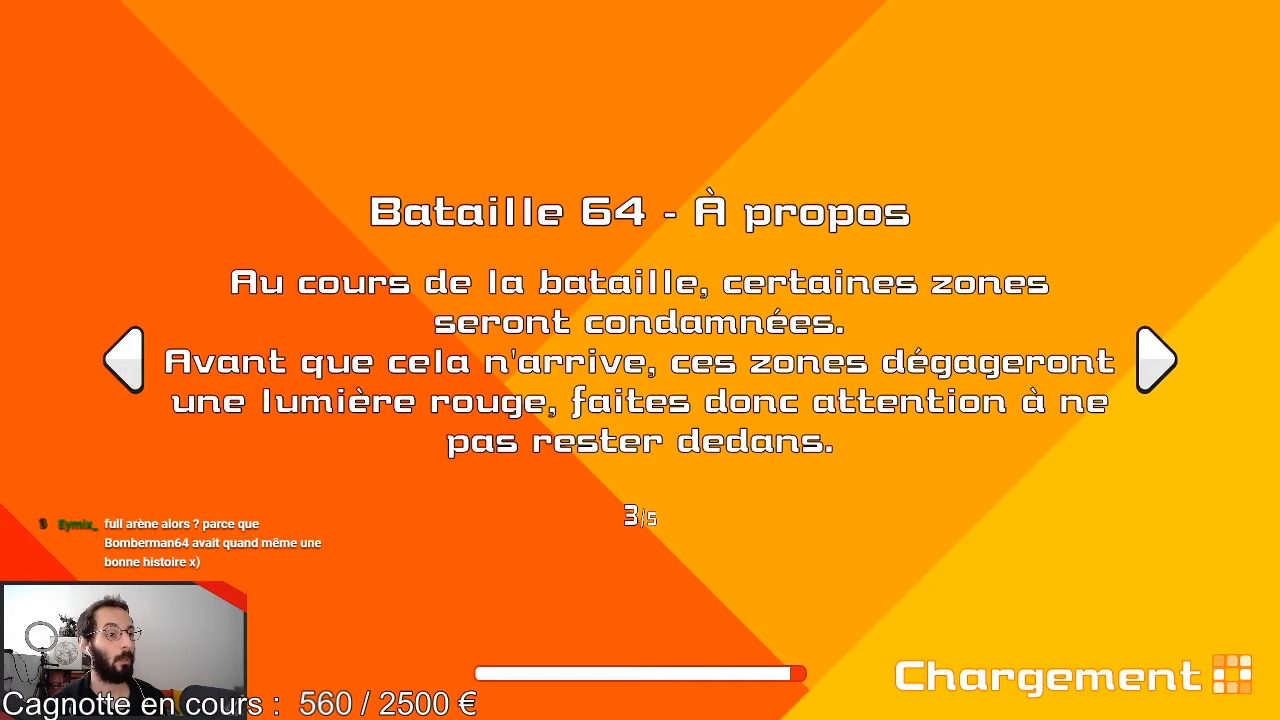 Bataille 64 - À propos
Au cours de la bataille, certaines zones
seront condamnées.
Avant que cela n'arrive, ces zones dégageront
une lumière rouge, faites donc attention à ne
pas rester dedans.
3/5
Eymix_ full arène alors ? parce que
Bomberman64 avait quand même une
bonne histoire x)
Chargement
Cagnotte en cours : 560 / 2500 €